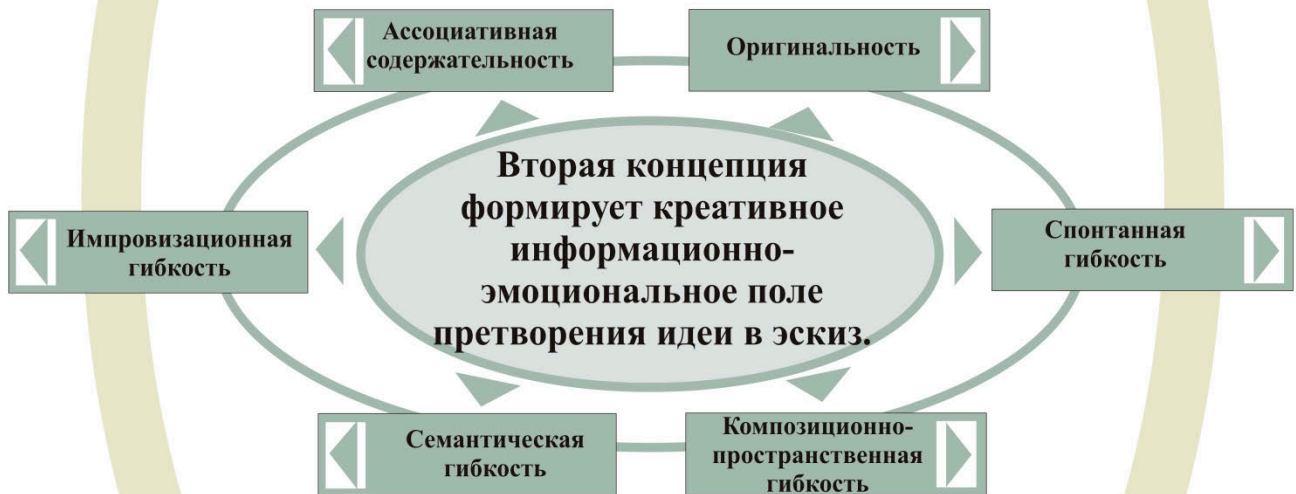 Ассоциативная
содержательность
Оригинальность
Вторая концепция
формирует креативное
информационно-
эмоциональное поле
претворения идеи в эскиз.
Импровизационная
гибкость
Спонтанная
гибкость
Семантическая
гибкость
Композиционно-
пространственная
гибкость